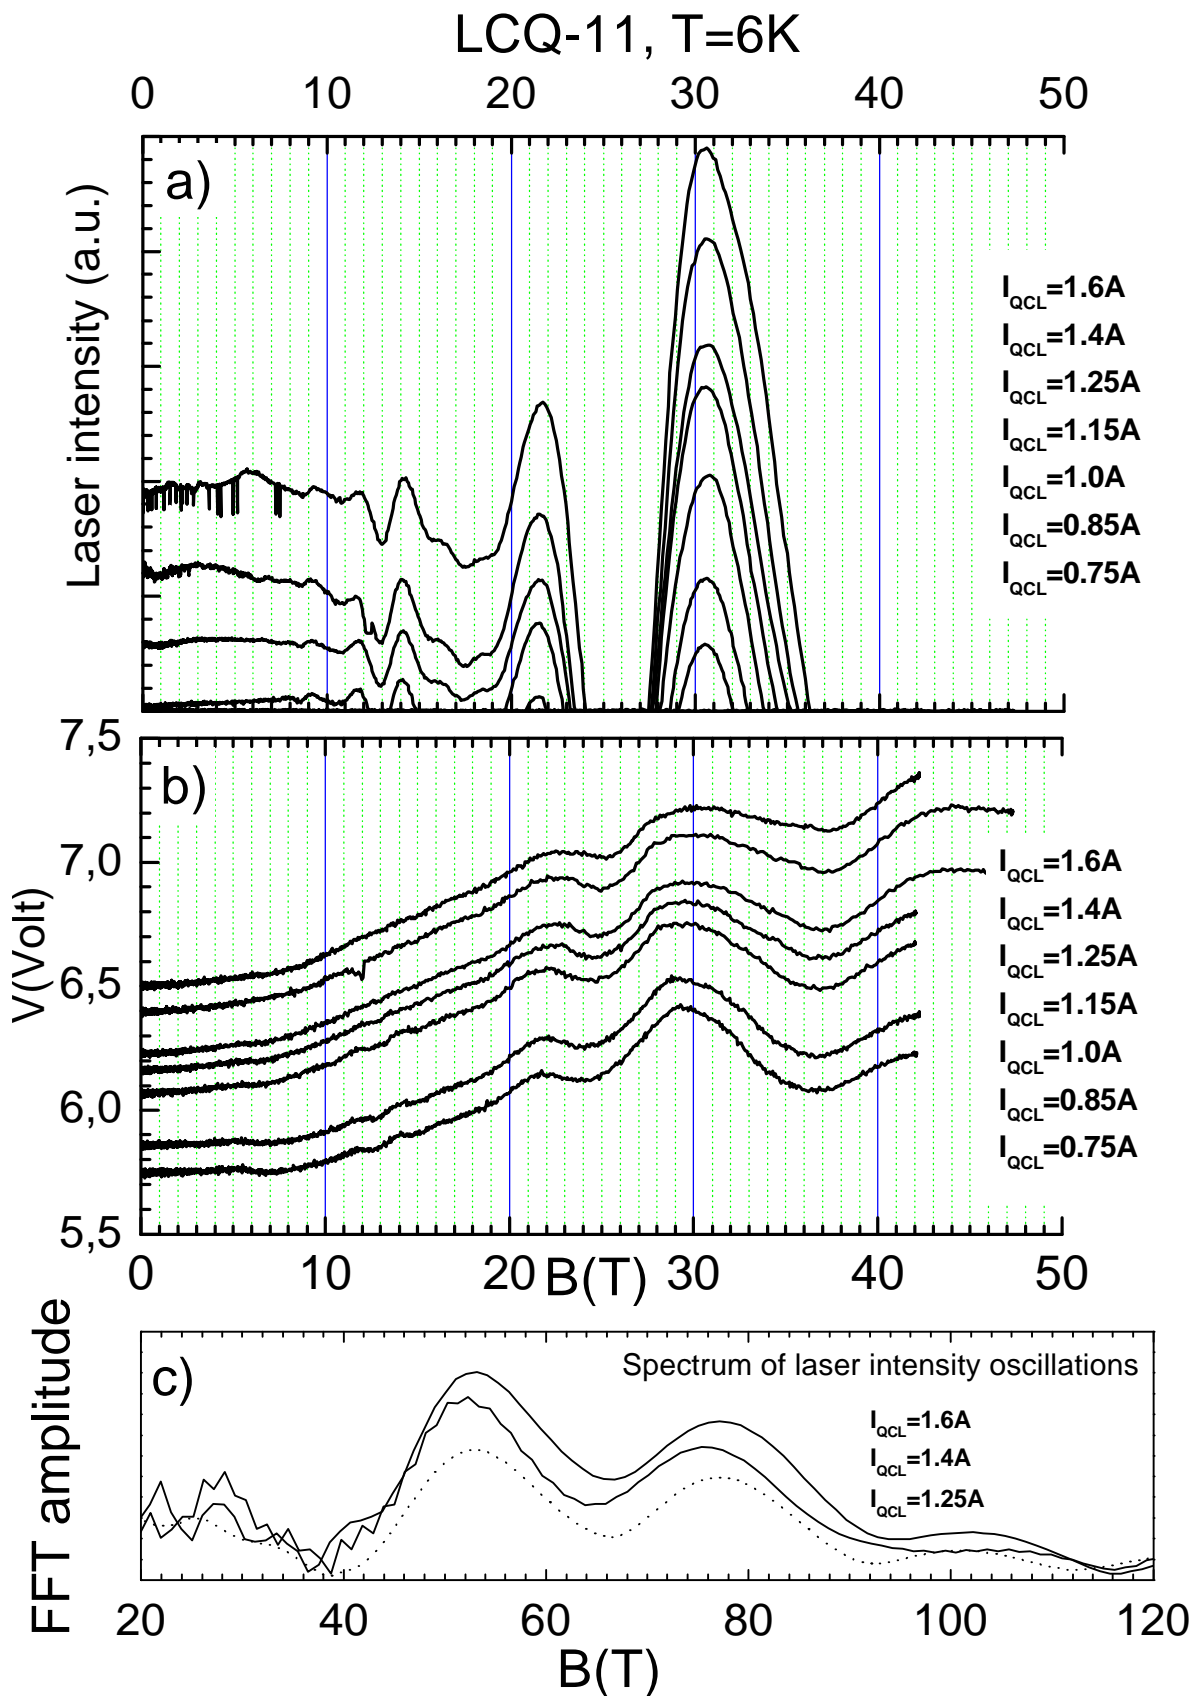 LCQ-11, T=6K
0 10 20 30 40 50
a)
Laser intensity (a.u.)
I_QCL=1.6A
I_QCL=1.4A
I_QCL=1.25A
I_QCL=1.15A
I_QCL=1.0A
I_QCL=0.85A
I_QCL=0.75A
7,5
7,0
6,5
6,0
5,5
V(Volt)
b)
I_QCL=1.6A
I_QCL=1.4A
I_QCL=1.25A
I_QCL=1.15A
I_QCL=1.0A
I_QCL=0.85A
I_QCL=0.75A
0 10 20 30 40 50
B(T)
FFT amplitude
c)
Spectrum of laser intensity oscillations
I_QCL=1.6A
I_QCL=1.4A
I_QCL=1.25A
20 40 60 80 100 120
B(T)